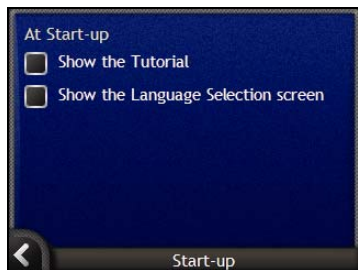 At Start-up
Show the Tutorial
Show the Language Selection screen
Start-up